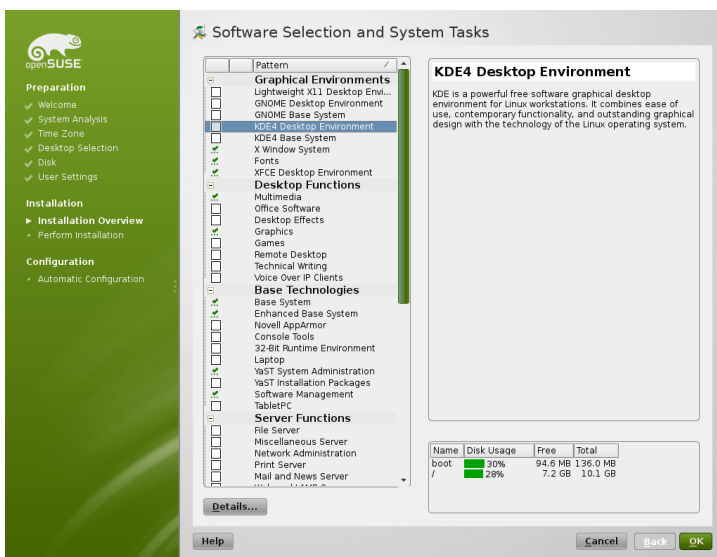 openSUSE
Preparation
Welcome
System Analysis
Time Zone
Desktop Selection
Disk
User Settings
Installation
Installation Overview
Perform Installation
Configuration
Automatic Configuration
Software Selection and System Tasks
Pattern
Graphical Environments
Lightweight X11 Desktop Envi...
GNOME Desktop Environment
GNOME Base System
KDE4 Desktop Environment
KDE4 Base System
X Window System
Fonts
XFCE Desktop Environment
Desktop Functions
Multimedia
Office Software
Desktop Effects
Graphics
Games
Remote Desktop
Technical Writing
Voice Over IP Clients
Base Technologies
Base System
Enhanced Base System
Novell AppArmor
Console Tools
32-Bit Runtime Environment
Laptop
YaST System Administration
YaST Installation Packages
Software Management
TabletPC
Server Functions
File Server
Miscellaneous Server
Network Administration
Print Server
Mail and News Server
Details...
KDE4 Desktop Environment
KDE is a powerful free software graphical desktop
environment for Linux workstations. It combines ease of
use, contemporary functionality, and outstanding graphical
design with the technology of the Linux operating system.
Name Disk Usage Free Total
boot 30% 94.6 MB 136.0 MB
/ 28% 7.2 GB 10.1 GB
Help
Cancel
Back
OK